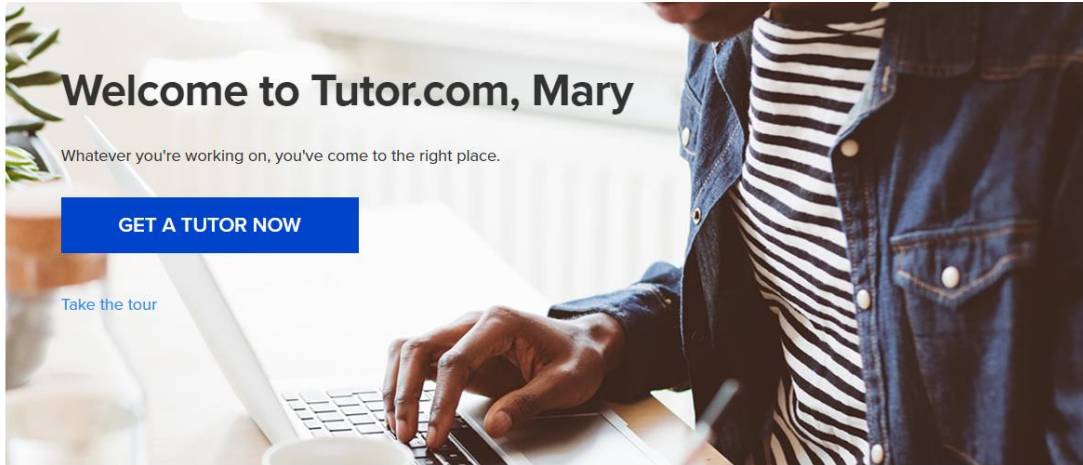 Welcome to Tutor.com, Mary
Whatever you're working on, you've come to the right place.
GET A TUTOR NOW
Take the tour